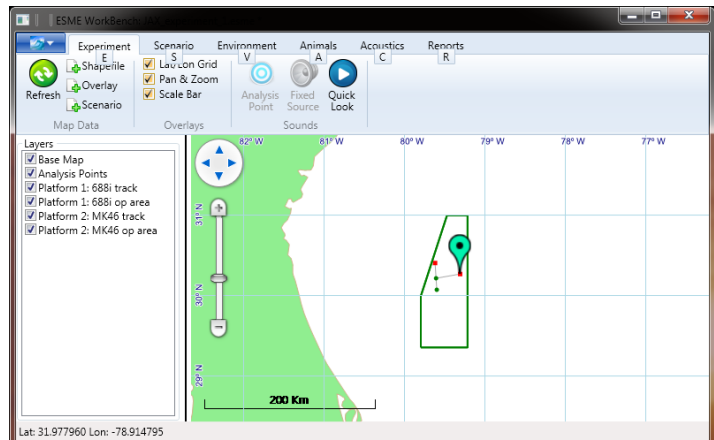 ESME WorkBench:
Experiment Scenario Environment Animals Acoustics Reports
E S V A C R
Refresh
Shapefile
Overlay
Scenario
Map Data
Lat/Lon Grid
Pan & Zoom
Scale Bar
Overlays
Analysis Point
Fixed Source
Quick Look
Sounds
Layers
Base Map
Analysis Points
Platform 1: 688i track
Platform 1: 688i op area
Platform 2: MK46 track
Platform 2: MK46 op area
82° W 81° W 80° W 79° W 78° W 77° W
31° N
30° N
29° N
200 Km
Lat: 31.977960 Lon: -78.914795